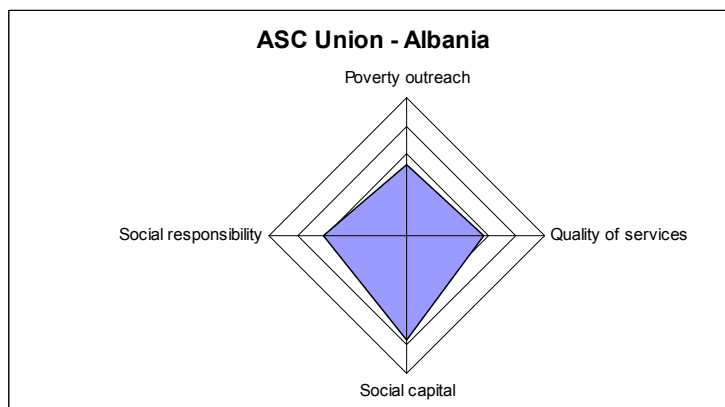 ASC Union - Albania
Poverty outreach
Social responsibility
Quality of services
Social capital